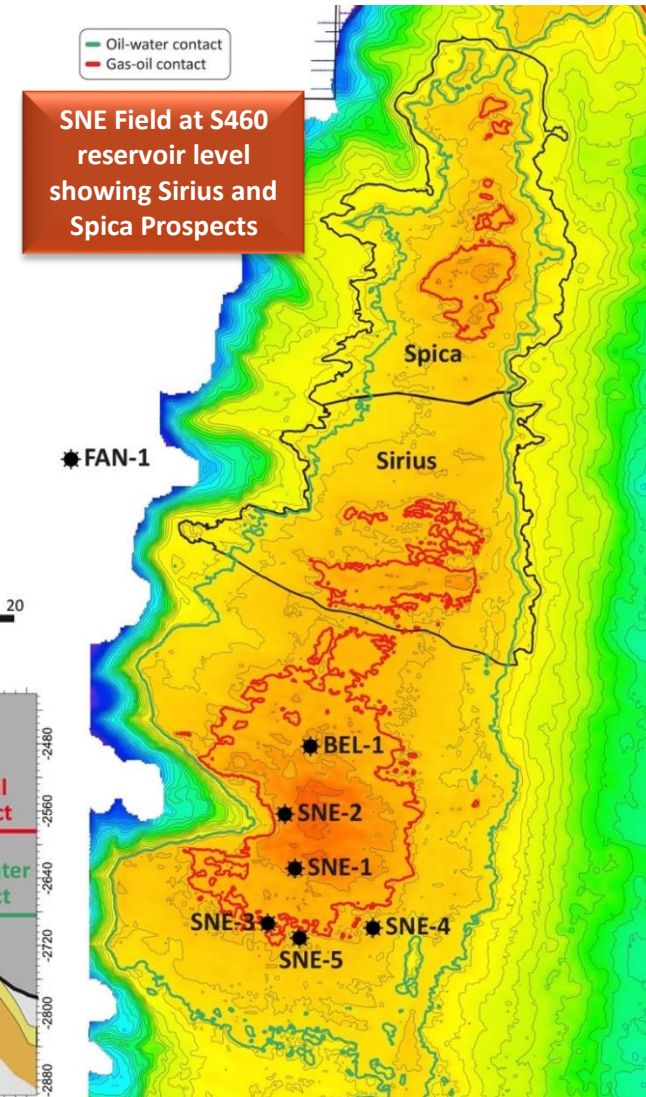 Oil-water contact
Gas-oil contact
SNE Field at S460
reservoir level
showing Sirius and
Spica Prospects
Spica
FAN-1
Sirius
20
-2480
BEL-1
-2560
SNE-2
-2640
SNE-1
SNE-3
SNE-4
-2720
SNE-5
-2800
-2880